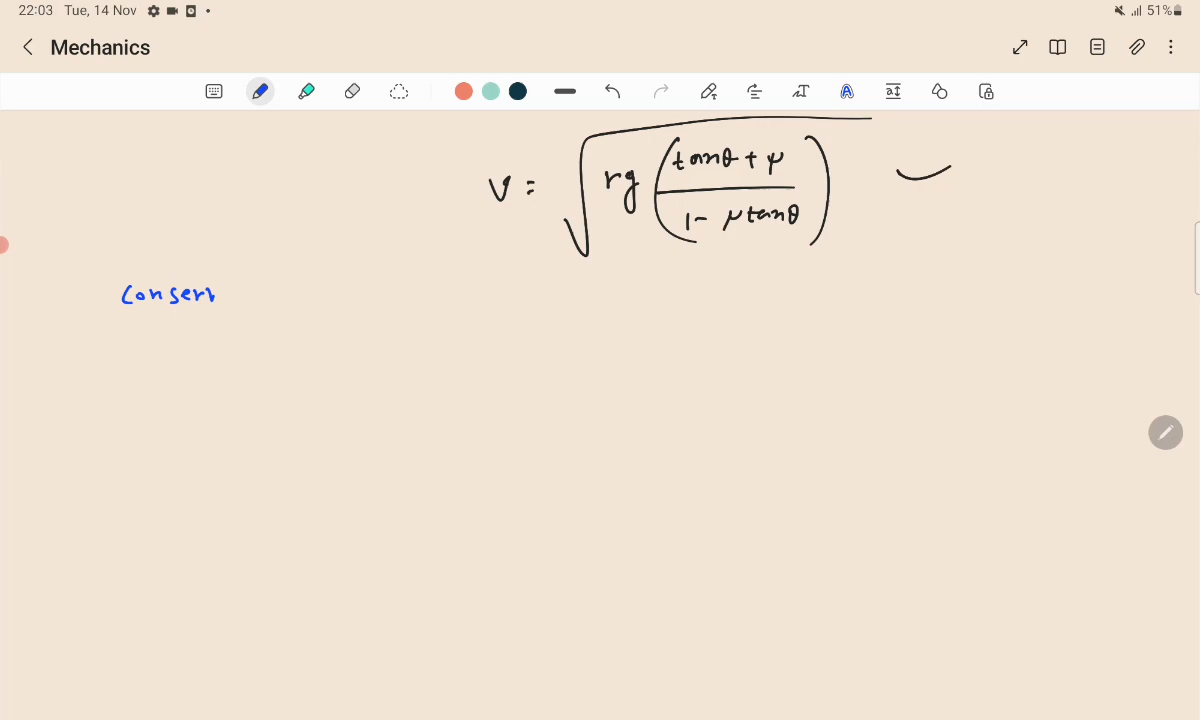 22:03 Tue, 14 Nov 51%
Mechanics
v = √(rg((tanθ + μ)/(1 - μtanθ)))
Conserv